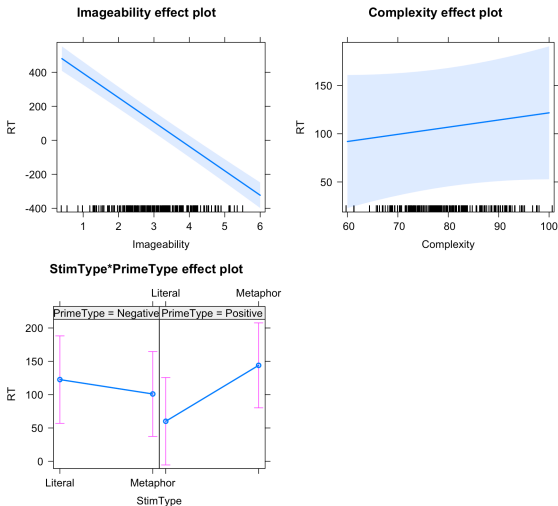 Imageability effect plot
400
200
0
-200
-400
RT
1 2 3 4 5 6
Imageability
Complexity effect plot
150
100
50
RT
60 70 80 90 100
Complexity
StimType*PrimeType effect plot
Literal Metaphor
PrimeType = Negative PrimeType = Positive
200
150
100
50
0
RT
Literal Metaphor
StimType